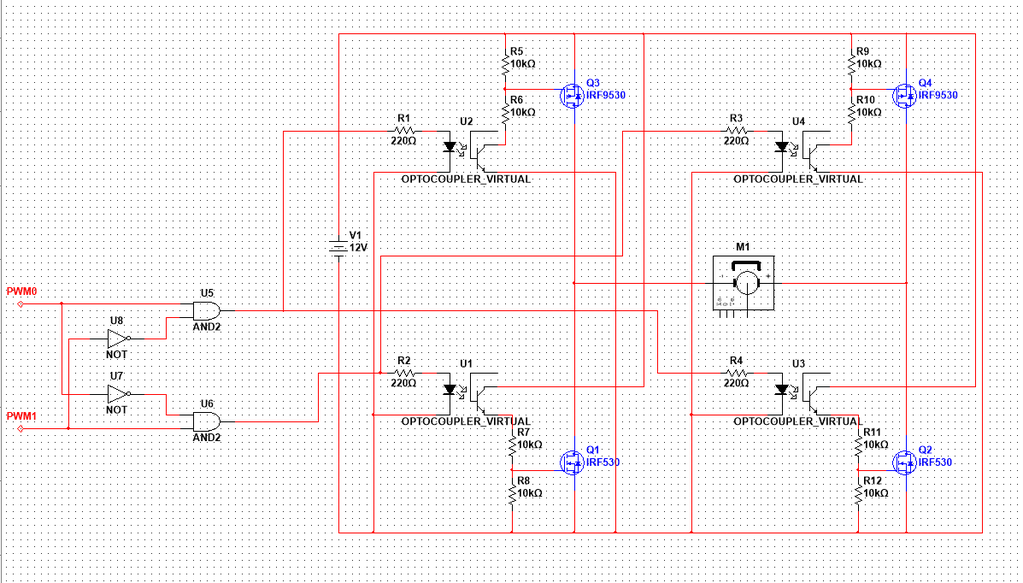 R5
10kΩ
Q3
IRF9530
R6
10kΩ
R1
220Ω
U2
OPTOCOUPLER_VIRTUAL
R9
10kΩ
Q4
IRF9530
R10
10kΩ
R3
220Ω
U4
OPTOCOUPLER_VIRTUAL
V1
12V
M1
- +
PWM0
U5
AND2
U8
NOT
U7
NOT
PWM1
U6
AND2
R2
220Ω
U1
OPTOCOUPLER_VIRTUAL
R7
10kΩ
Q1
IRF530
R8
10kΩ
R4
220Ω
U3
OPTOCOUPLER_VIRTUAL
R11
10kΩ
Q2
IRF530
R12
10kΩ